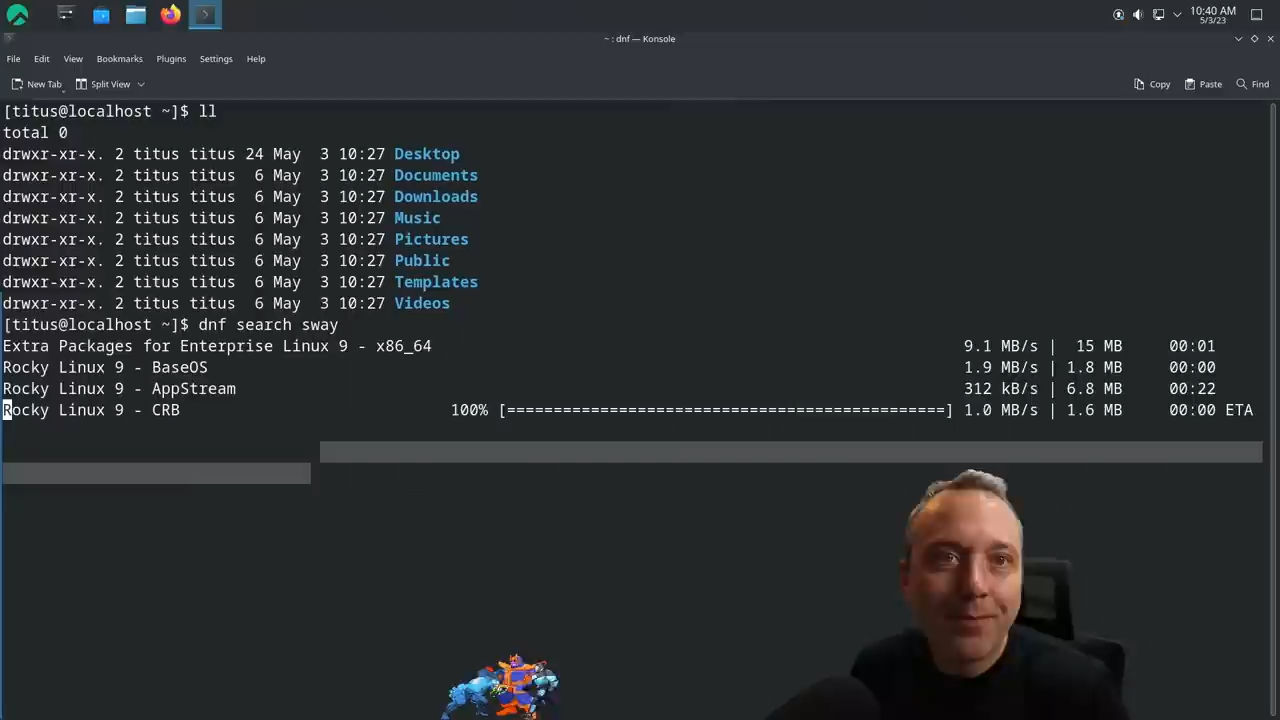 10:40 AM
5/3/23
~ : dnf — Konsole
File Edit View Bookmarks Plugins Settings Help
New Tab Split View Copy Paste Find
[titus@localhost ~]$ ll
total 0
drwxr-xr-x. 2 titus titus 24 May  3 10:27 Desktop
drwxr-xr-x. 2 titus titus  6 May  3 10:27 Documents
drwxr-xr-x. 2 titus titus  6 May  3 10:27 Downloads
drwxr-xr-x. 2 titus titus  6 May  3 10:27 Music
drwxr-xr-x. 2 titus titus  6 May  3 10:27 Pictures
drwxr-xr-x. 2 titus titus  6 May  3 10:27 Public
drwxr-xr-x. 2 titus titus  6 May  3 10:27 Templates
drwxr-xr-x. 2 titus titus  6 May  3 10:27 Videos
[titus@localhost ~]$ dnf search sway
Extra Packages for Enterprise Linux 9 - x86_64 9.1 MB/s |  15 MB 00:01
Rocky Linux 9 - BaseOS 1.9 MB/s | 1.8 MB 00:00
Rocky Linux 9 - AppStream 312 kB/s | 6.8 MB 00:22
Rocky Linux 9 - CRB 100% [===============================================] 1.0 MB/s | 1.6 MB 00:00 ETA